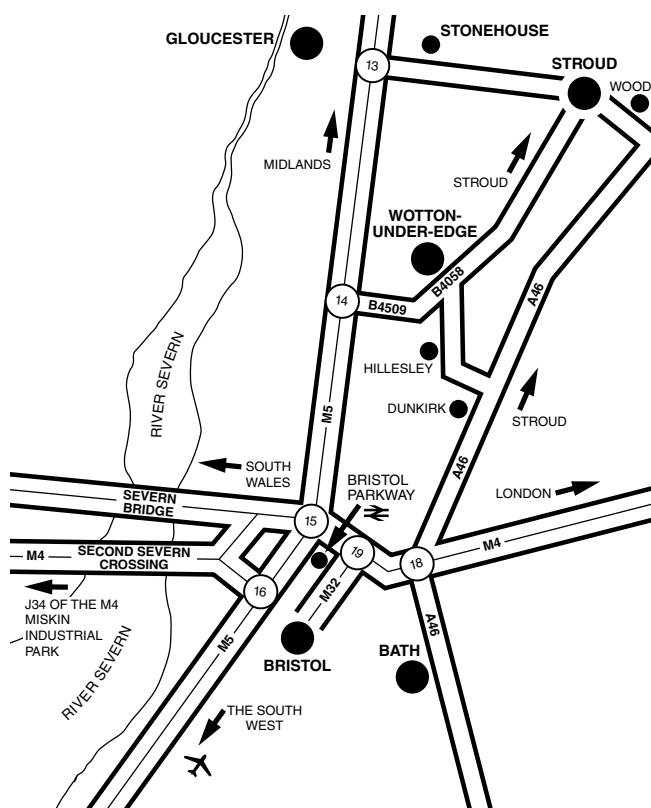 STONEHOUSE
GLOUCESTER
13
STROUD
WOOD
MIDLANDS
STROUD
WOTTON-
UNDER-EDGE
B4058
A46
14
B4509
RIVER SEVERN
HILLESLEY
M5
DUNKIRK
STROUD
A46
SOUTH
WALES
BRISTOL
PARKWAY
LONDON
SEVERN
BRIDGE
15
19
M4
M4
SECOND SEVERN
CROSSING
18
16
M32
J34 OF THE M4
MISKIN
INDUSTRIAL
PARK
M5
A46
BRISTOL
BATH
RIVER SEVERN
THE SOUTH
WEST